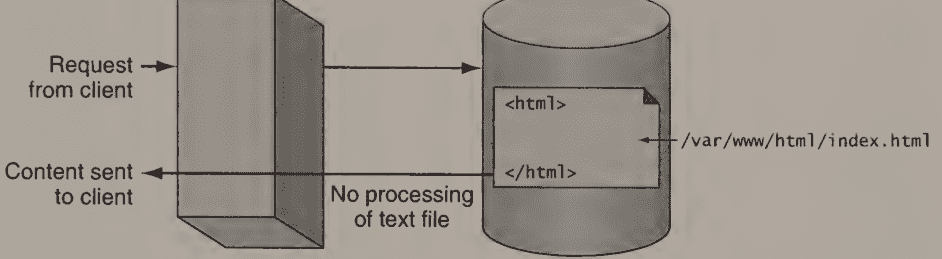 Request
from client
<html>
/var/www/html/index.html
Content sent
to client
</html>
No processing
of text file